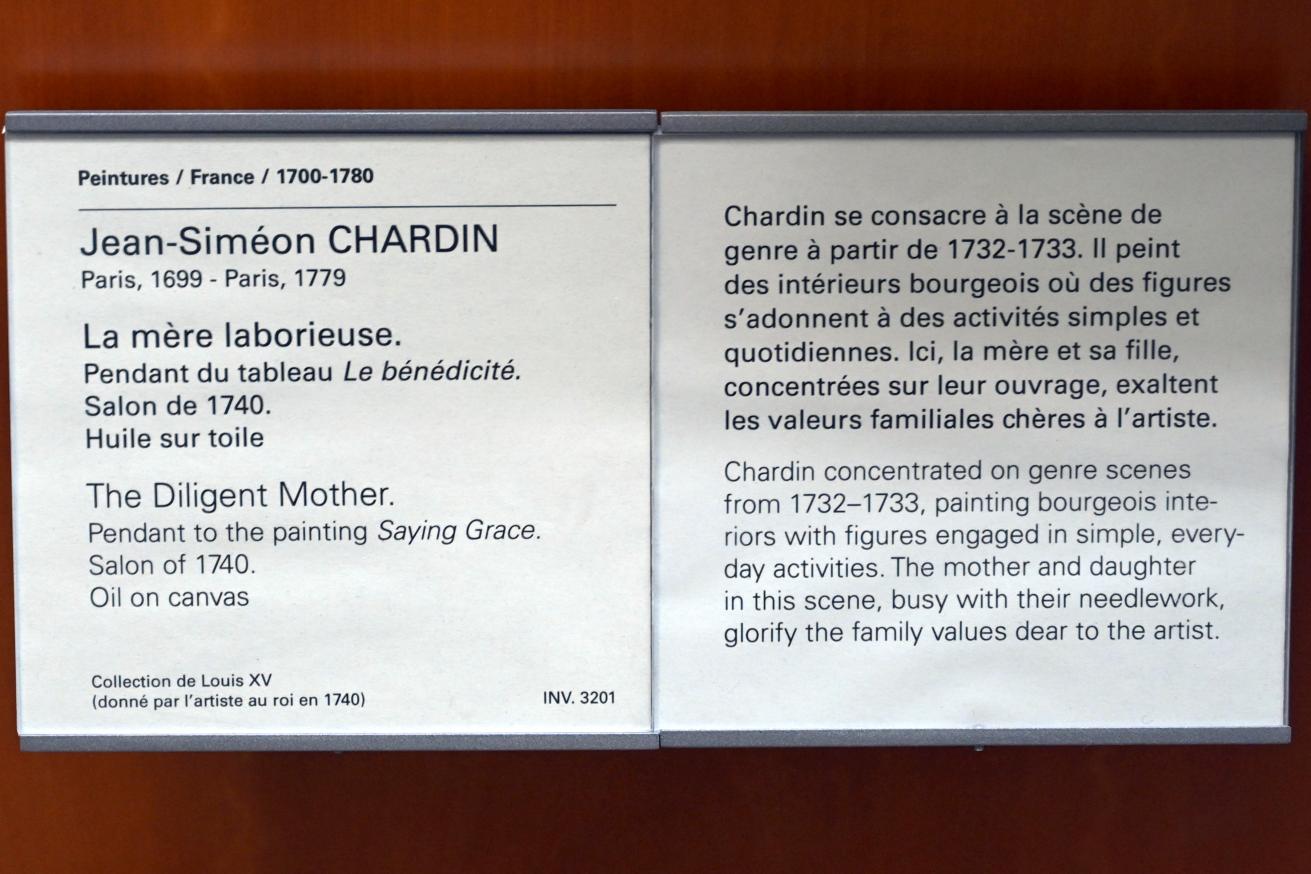 Peintures / France / 1700-1780
Jean-Siméon CHARDIN
Paris, 1699 - Paris, 1779
La mère laborieuse.
Pendant du tableau Le bénédicité.
Salon de 1740.
Huile sur toile
The Diligent Mother.
Pendant to the painting Saying Grace.
Salon of 1740.
Oil on canvas
Collection de Louis XV
(donné par l'artiste au roi en 1740)
INV. 3201
Chardin se consacre à la scène de
genre à partir de 1732-1733. Il peint
des intérieurs bourgeois où des figures
s'adonnent à des activités simples et
quotidiennes. Ici, la mère et sa fille,
concentrées sur leur ouvrage, exaltent
les valeurs familiales chères à l'artiste.
Chardin concentrated on genre scenes
from 1732–1733, painting bourgeois inte-
riors with figures engaged in simple, every-
day activities. The mother and daughter
in this scene, busy with their needlework,
glorify the family values dear to the artist.